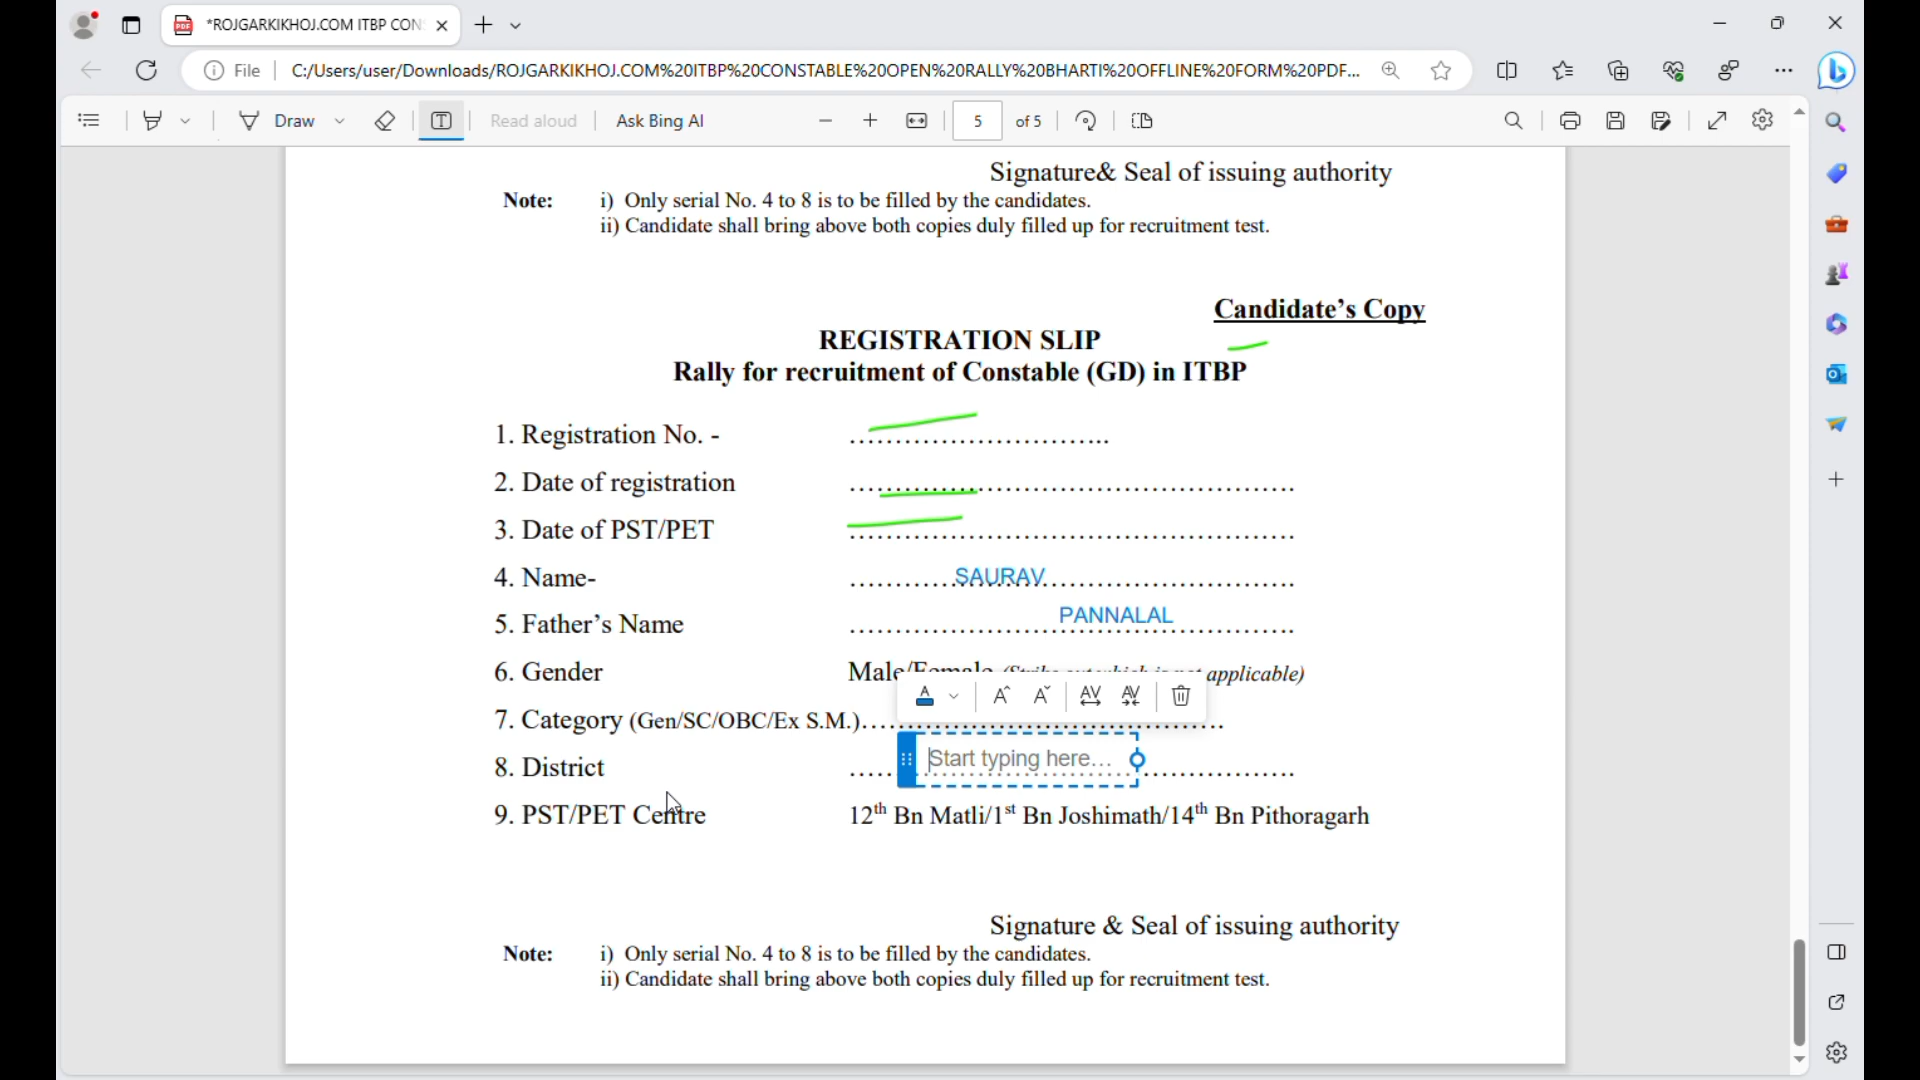 *ROJGARKIKHOJ.COM ITBP CON
File C:/Users/user/Downloads/ROJGARKIKHOJ.COM%20ITBP%20CONSTABLE%20OPEN%20RALLY%20BHARTI%20OFFLINE%20FORM%20PDF...
Draw Read aloud Ask Bing AI 5 of 5
Signature& Seal of issuing authority
Note: i) Only serial No. 4 to 8 is to be filled by the candidates.
ii) Candidate shall bring above both copies duly filled up for recruitment test.
Candidate's Copy
REGISTRATION SLIP
Rally for recruitment of Constable (GD) in ITBP
1. Registration No. - ...............................
2. Date of registration .....................................................
3. Date of PST/PET .....................................................
4. Name- ............SAURAV..............................
5. Father's Name PANNALAL .....................................................
6. Gender Male/Female applicable)
7. Category (Gen/SC/OBC/Ex S.M.)...........................................
8. District ..... Start typing here... ..................
9. PST/PET Centre 12th Bn Matli/1st Bn Joshimath/14th Bn Pithoragarh
Signature & Seal of issuing authority
Note: i) Only serial No. 4 to 8 is to be filled by the candidates.
ii) Candidate shall bring above both copies duly filled up for recruitment test.